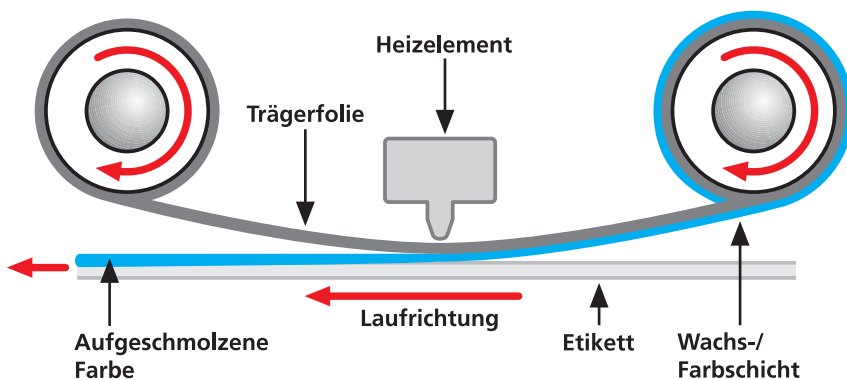 Heizelement
Trägerfolie
Laufrichtung
Aufgeschmolzene
Farbe
Etikett
Wachs-/
Farbschicht